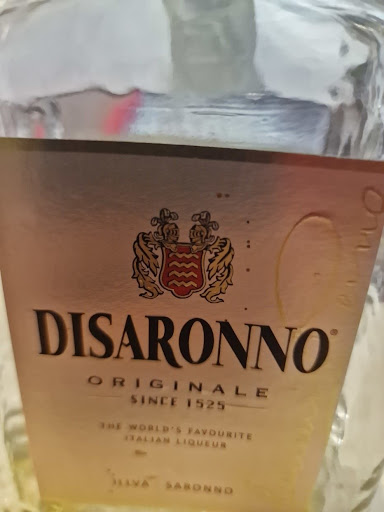 DISARONNO®
ORIGINALE
SINCE 1525
THE WORLD'S FAVOURITE
ITALIAN LIQUEUR
ILLVA SARONNO